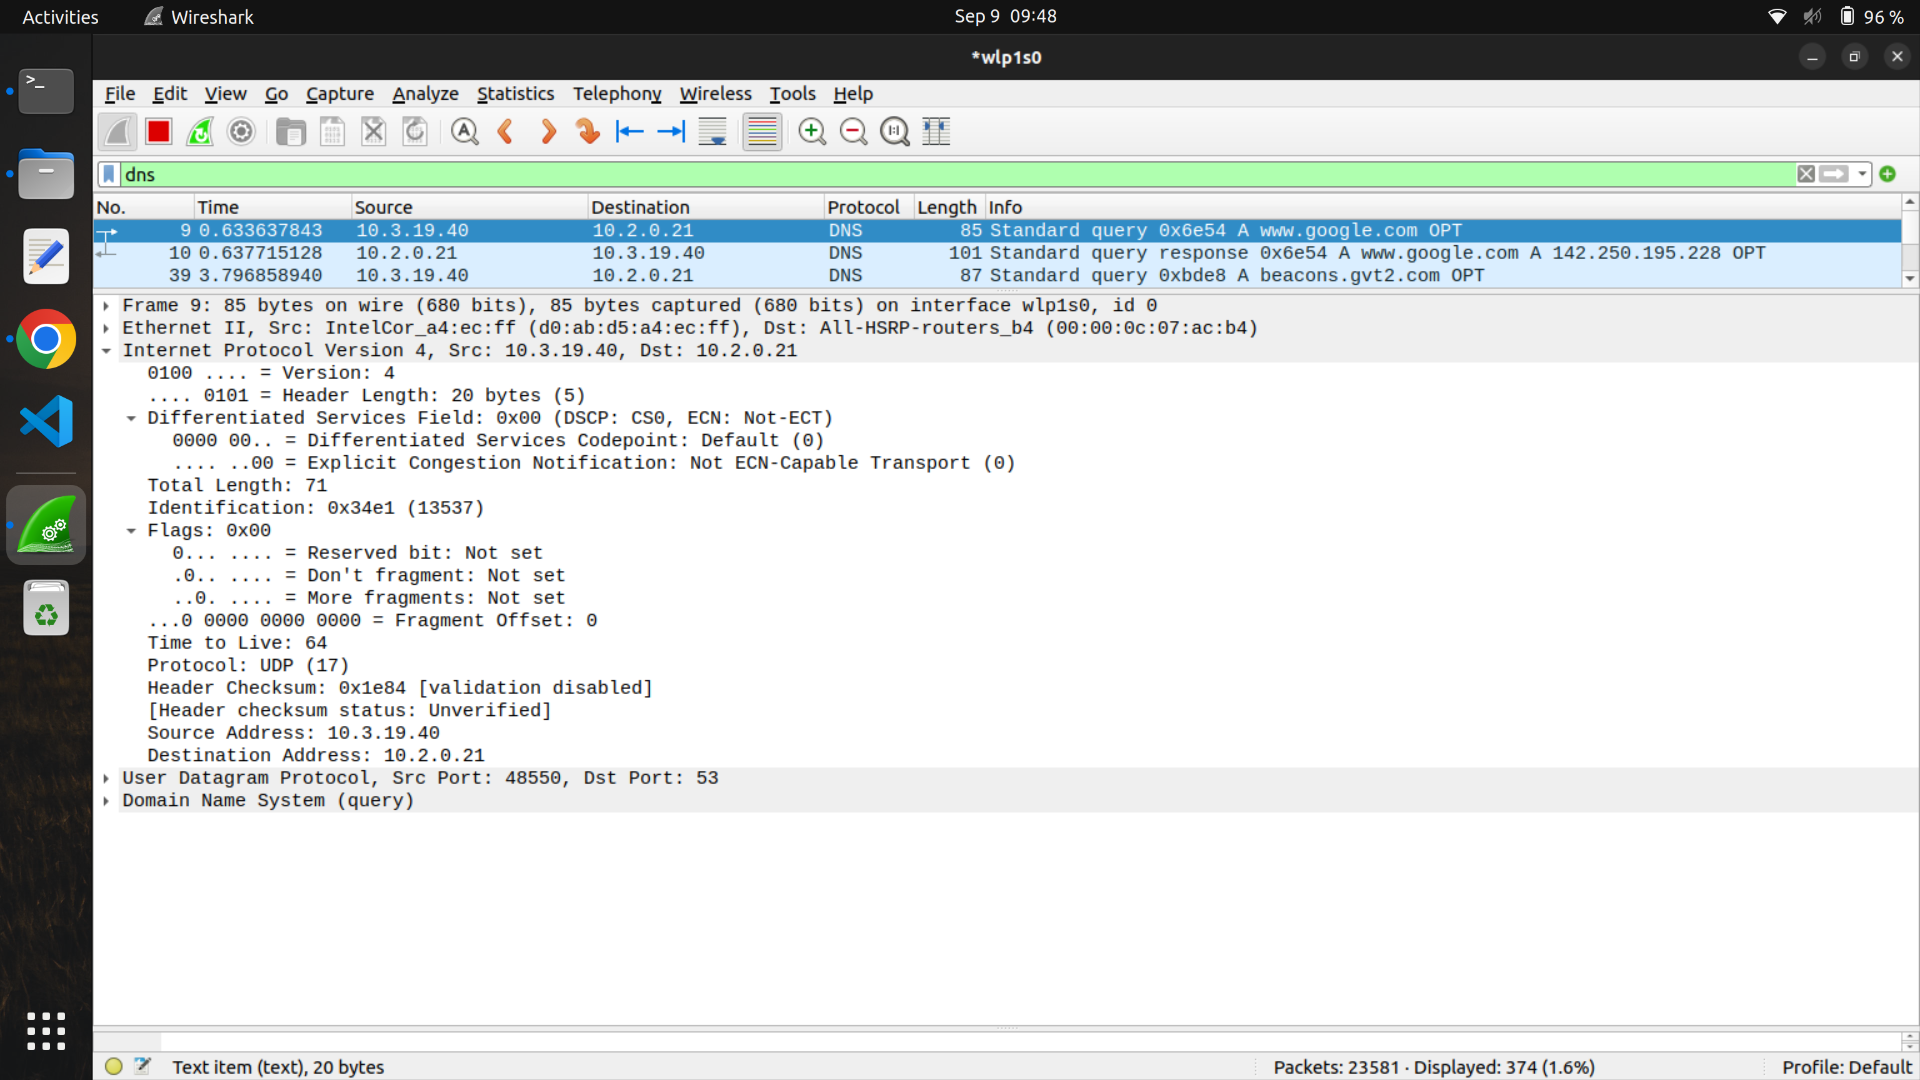 Activities Wireshark Sep 9 09:48 96 %
*wlp1s0
File Edit View Go Capture Analyze Statistics Telephony Wireless Tools Help
dns
No. Time Source Destination Protocol Length Info
9 0.633637843 10.3.19.40 10.2.0.21 DNS 85 Standard query 0x6e54 A www.google.com OPT
10 0.637715128 10.2.0.21 10.3.19.40 DNS 101 Standard query response 0x6e54 A www.google.com A 142.250.195.228 OPT
39 3.796858940 10.3.19.40 10.2.0.21 DNS 87 Standard query 0xbde8 A beacons.gvt2.com OPT
Frame 9: 85 bytes on wire (680 bits), 85 bytes captured (680 bits) on interface wlp1s0, id 0
Ethernet II, Src: IntelCor_a4:ec:ff (d0:ab:d5:a4:ec:ff), Dst: All-HSRP-routers_b4 (00:00:0c:07:ac:b4)
Internet Protocol Version 4, Src: 10.3.19.40, Dst: 10.2.0.21
0100 .... = Version: 4
.... 0101 = Header Length: 20 bytes (5)
Differentiated Services Field: 0x00 (DSCP: CS0, ECN: Not-ECT)
0000 00.. = Differentiated Services Codepoint: Default (0)
.... ..00 = Explicit Congestion Notification: Not ECN-Capable Transport (0)
Total Length: 71
Identification: 0x34e1 (13537)
Flags: 0x00
0... .... = Reserved bit: Not set
.0.. .... = Don't fragment: Not set
..0. .... = More fragments: Not set
...0 0000 0000 0000 = Fragment Offset: 0
Time to Live: 64
Protocol: UDP (17)
Header Checksum: 0x1e84 [validation disabled]
[Header checksum status: Unverified]
Source Address: 10.3.19.40
Destination Address: 10.2.0.21
User Datagram Protocol, Src Port: 48550, Dst Port: 53
Domain Name System (query)
Text item (text), 20 bytes Packets: 23581 · Displayed: 374 (1.6%) Profile: Default